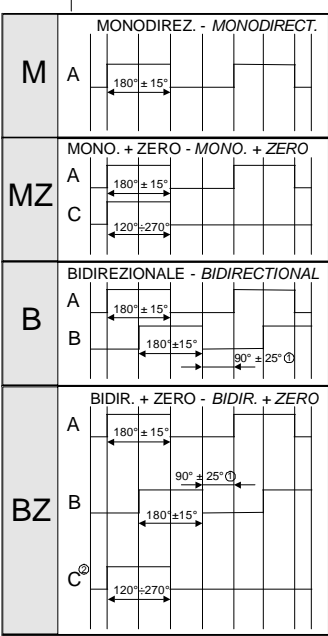 MONODIREZ. - MONODIRECT.
M
A
180° ± 15°
MONO. + ZERO - MONO. + ZERO
MZ
A
180° ± 15°
C
120°÷270°
BIDIREZIONALE - BIDIRECTIONAL
B
A
180° ± 15°
B
180°±15°
90° ± 25° ①
BIDIR. + ZERO - BIDIR. + ZERO
BZ
A
180° ± 15°
90° ± 25° ①
B
180°±15°
C②
120°÷270°